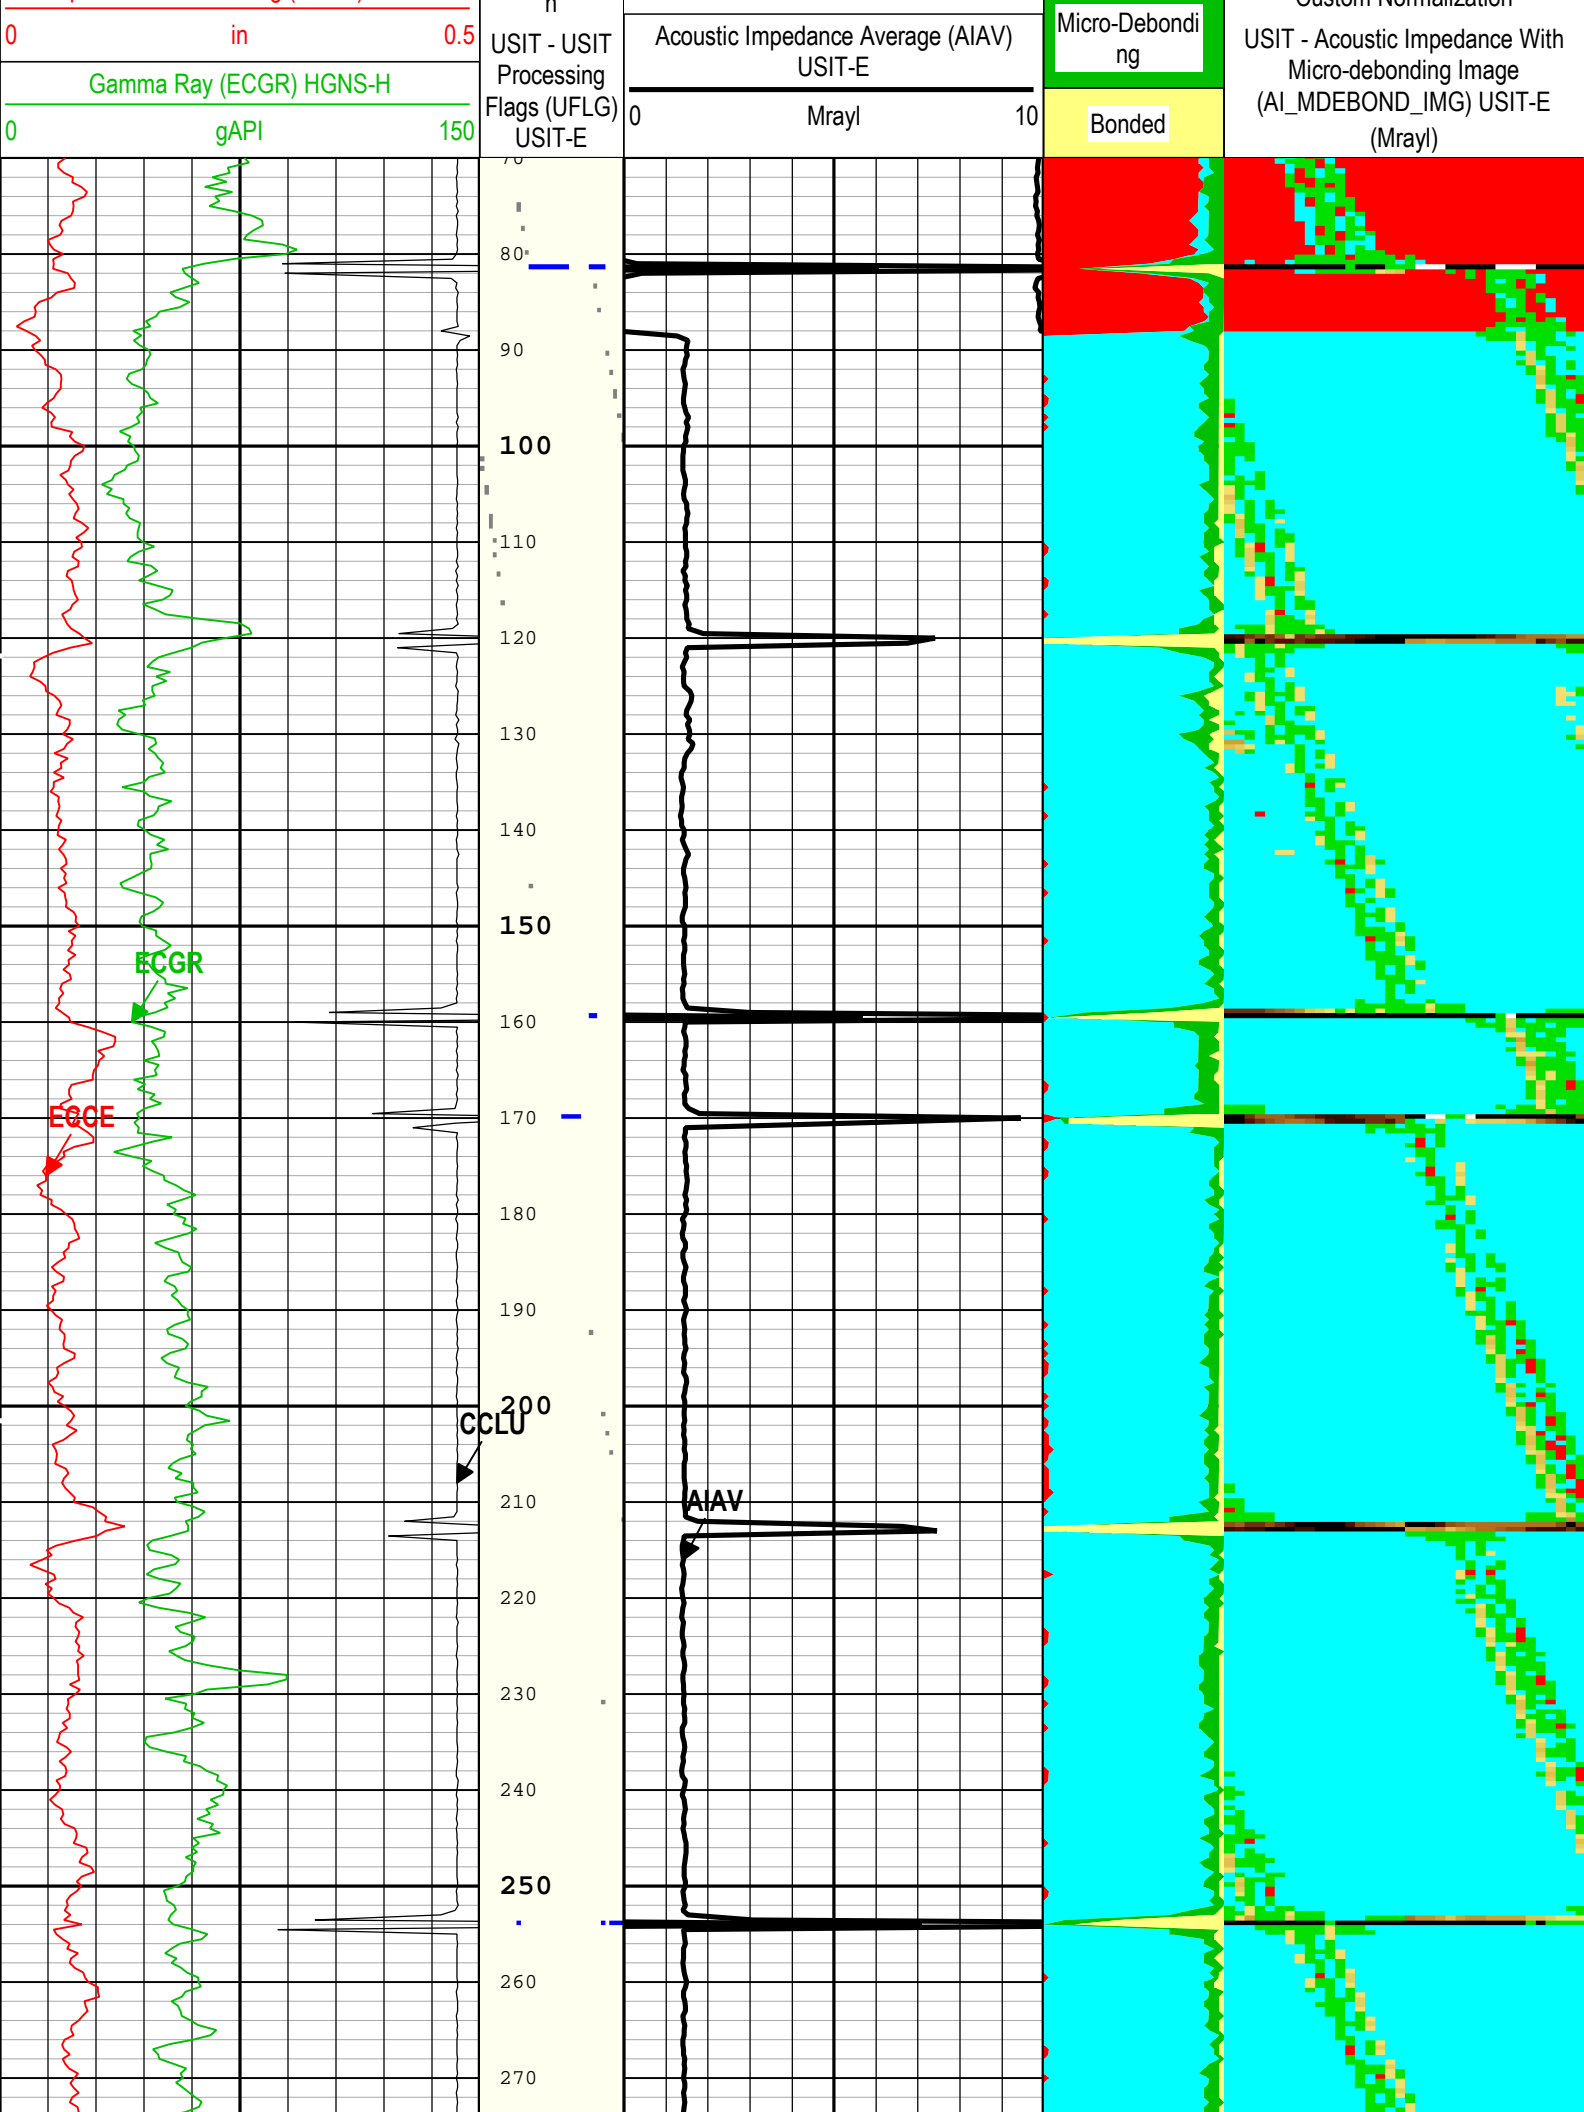 0 in 0.5
Gamma Ray (ECGR) HGNS-H
0 gAPI 150
n
USIT - USIT
Processing
Flags (UFLG)
USIT-E
Acoustic Impedance Average (AIAV)
USIT-E
0 Mrayl 10
Micro-Debondi
ng
Bonded
Custom Normalization
USIT - Acoustic Impedance With
Micro-debonding Image
(AI_MDEBOND_IMG) USIT-E
(Mrayl)
70
80
90
100
110
120
130
140
150
ECGR
160
ECCE
170
180
190
200
CCLU
210
AIAV
220
230
240
250
260
270